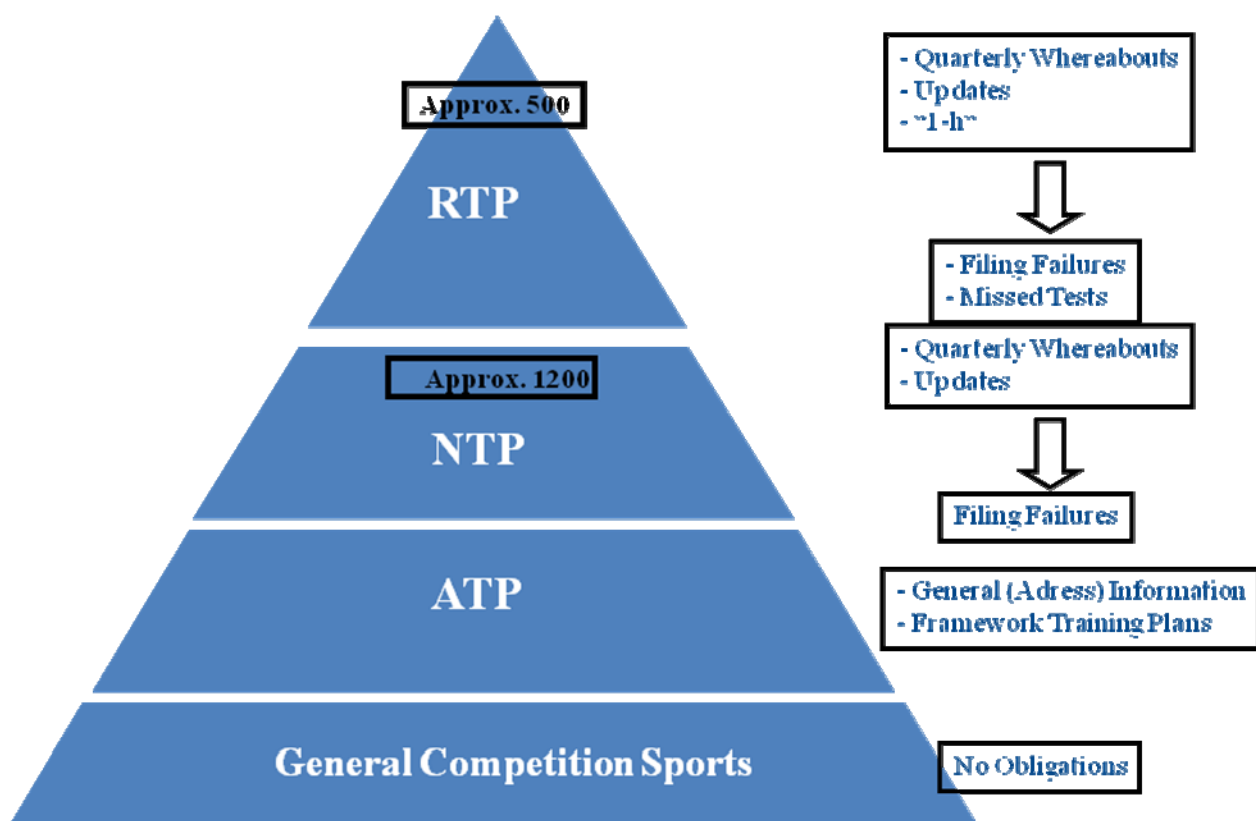 Approx. 500
RTP
Approx. 1200
NTP
ATP
General Competition Sports
- Quarterly Whereabouts
- Updates
- "1-h"
- Filing Failures
- Missed Tests
- Quarterly Whereabouts
- Updates
Filing Failures
- General (Adress) Information
- Framework Training Plans
No Obligations